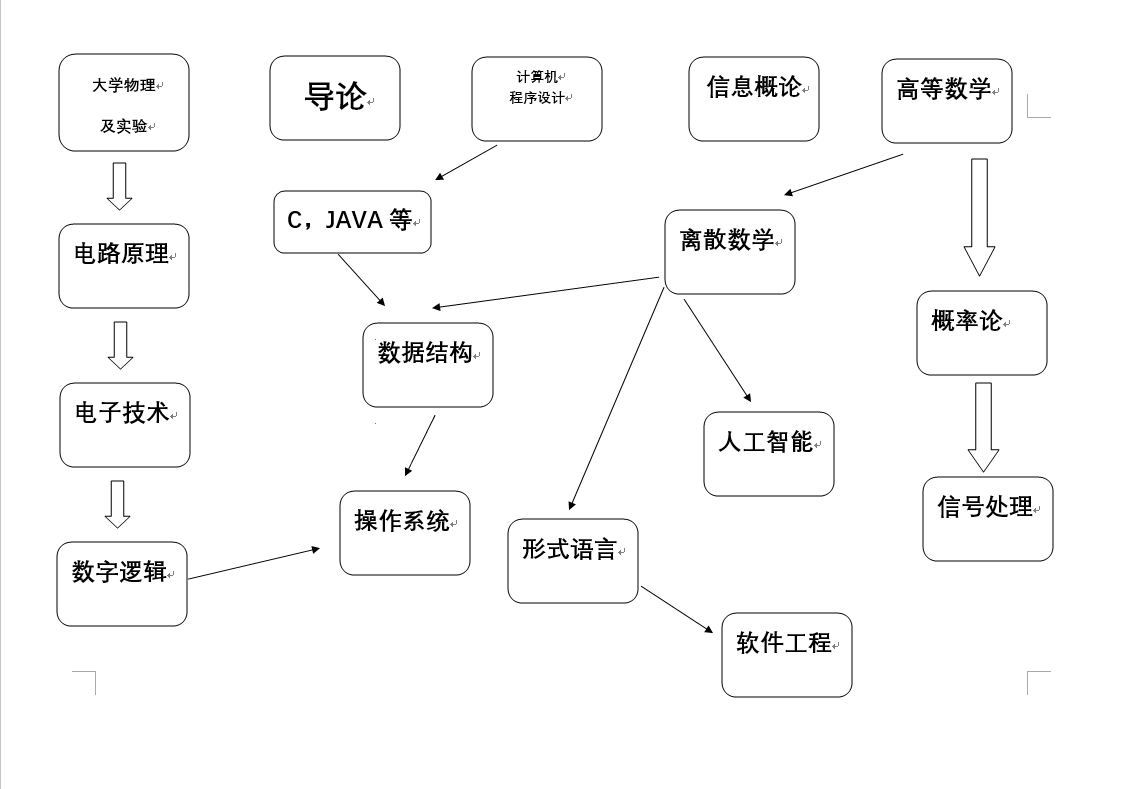 大学物理
及实验
导论
计算机
程序设计
信息概论
高等数学
C，JAVA 等
离散数学
电路原理
概率论
数据结构
电子技术
人工智能
操作系统
信号处理
形式语言
数字逻辑
软件工程